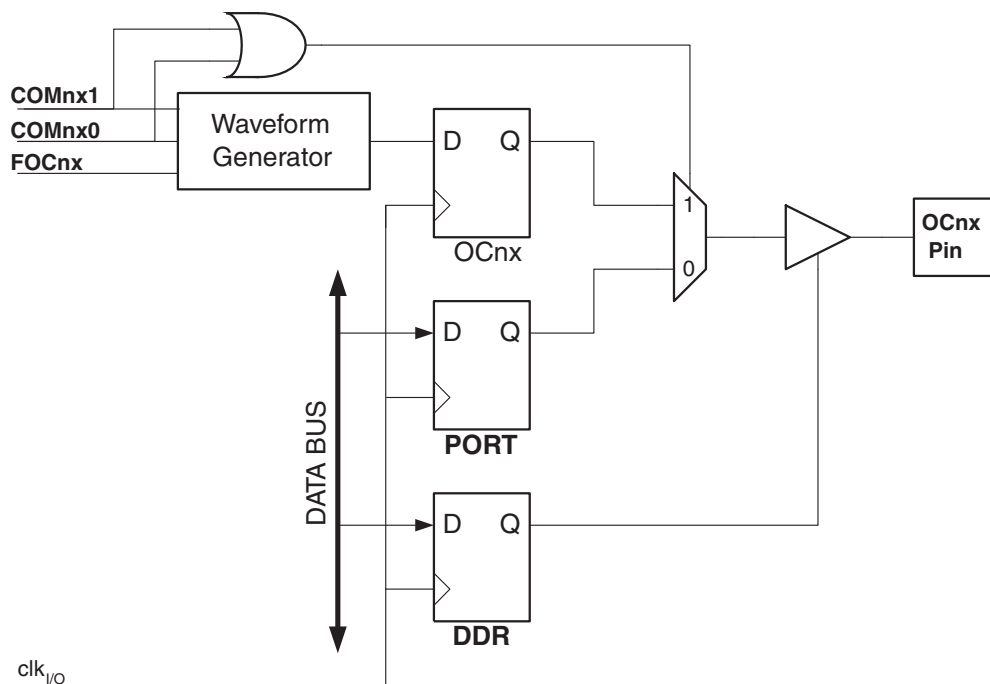 COMnx1
COMnx0
FOCnx
Waveform
Generator
D Q
OCnx
1
0
OCnx
Pin
D Q
PORT
D Q
DDR
DATA BUS
clkI/O